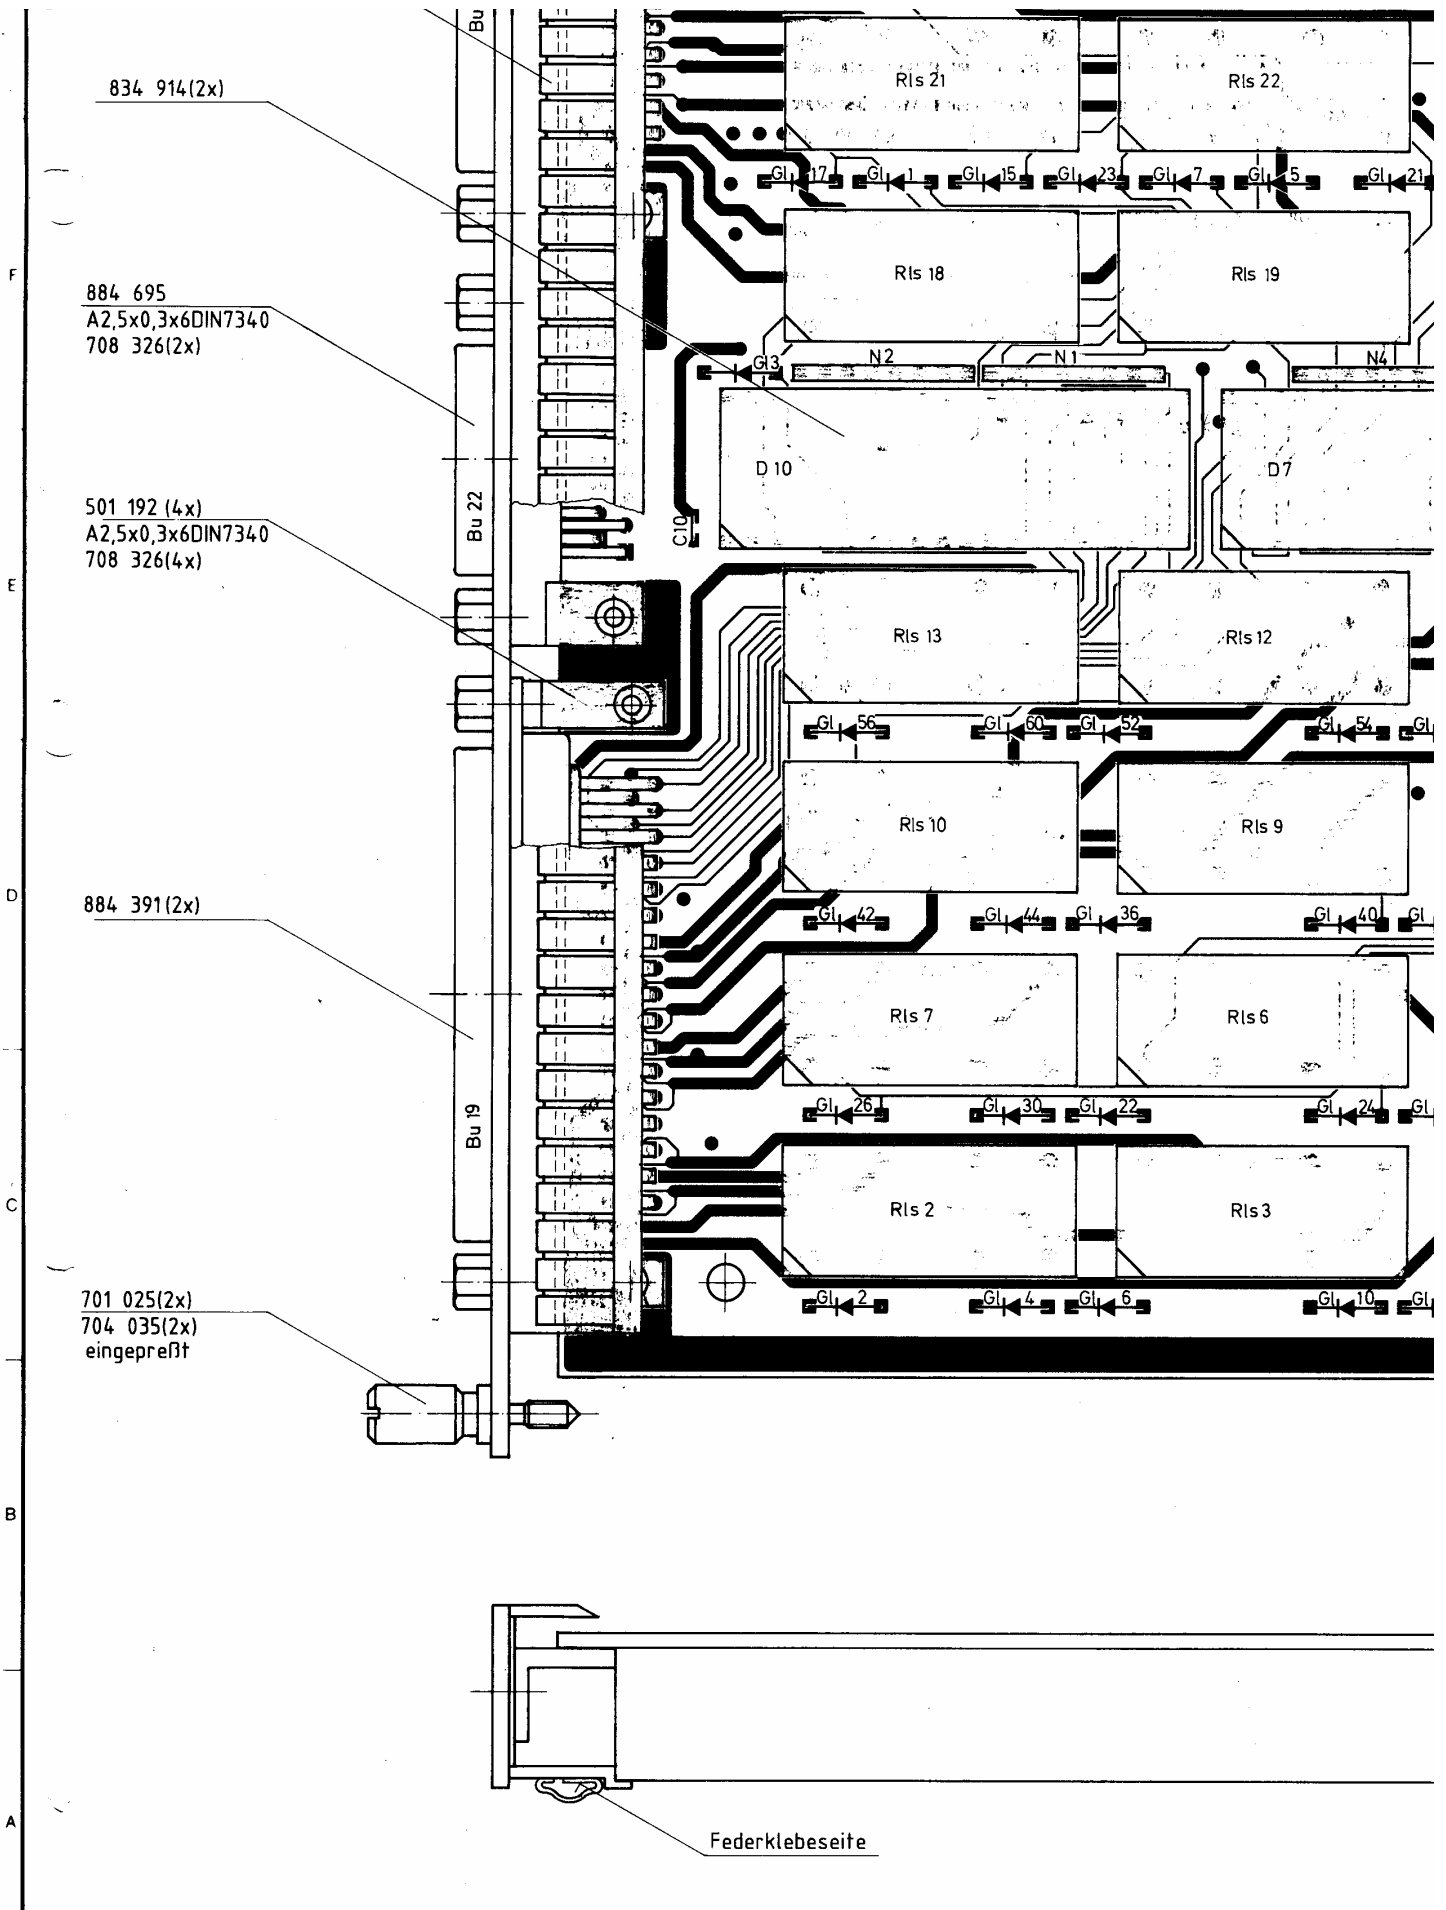 Bu
834 914(2x)
Rls 21
Rls 22
Gl 17
Gl 1
Gl 15
Gl 23
Gl 7
Gl 5
Gl 21
F
Rls 18
Rls 19
884 695
A2,5x0,3x6DIN7340
708 326(2x)
Gl3
N2
N1
N4
D10
D7
Bu 22
C10
501 192 (4x)
A2,5x0,3x6DIN7340
708 326(4x)
E
Rls 13
Rls 12
Gl 56
Gl 60
Gl 52
Gl 54
Gl
Rls 10
Rls 9
D
884 391(2x)
Gl 42
Gl 44
Gl 36
Gl 40
Gl
Rls 7
Rls 6
Bu 19
Gl 26
Gl 30
Gl 22
Gl 24
Gl
C
Rls 2
Rls 3
701 025(2x)
704 035(2x)
eingepreßt
Gl 2
Gl 4
Gl 6
Gl 10
Gl
B
A
Federklebeseite